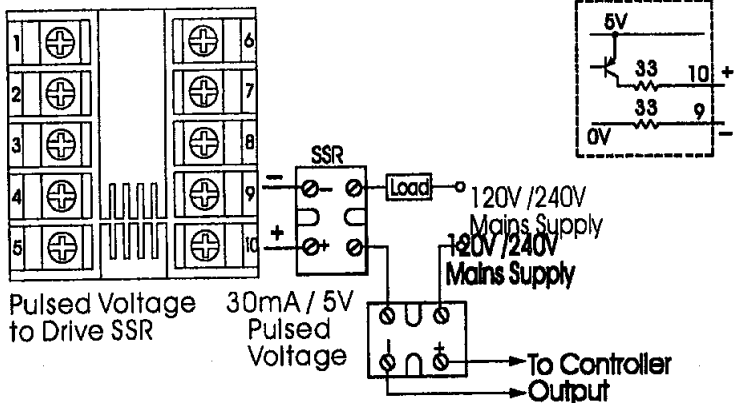 1
2
3
4
5
6
7
8
9
10
SSR
Load
120V /240V
Mains Supply
120V /240V
Mains Supply
Pulsed Voltage
to Drive SSR
30mA / 5V
Pulsed
Voltage
To Controller
Output
5V
33
10 +
33
9 -
0V